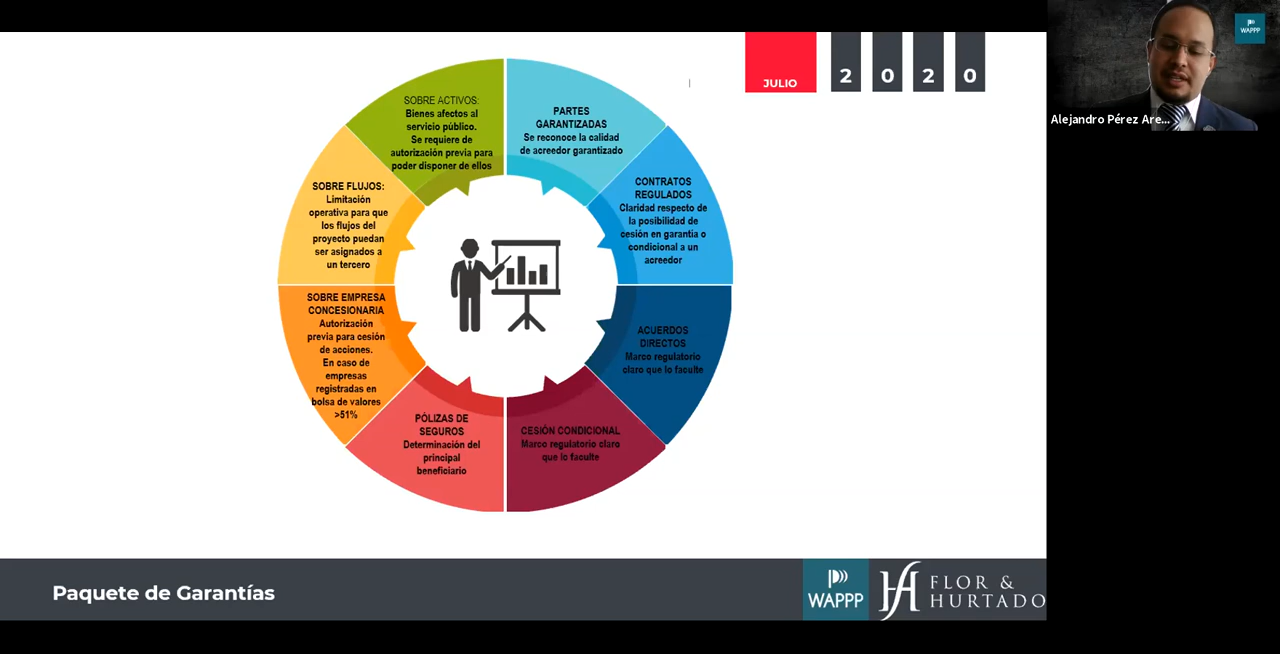 JULIO
2 0 2 0
WAPPP
Alejandro Pérez Are...
SOBRE ACTIVOS:
Bienes afectos al
servicio público.
Se requiere de
autorización previa para
poder disponer de ellos
PARTES
GARANTIZADAS
Se reconoce la calidad
de acreedor garantizado
CONTRATOS
REGULADOS
Claridad respecto de
la posibilidad de
cesión en garantía o
condicional a un
acreedor
ACUERDOS
DIRECTOS
Marco regulatorio
claro que lo faculte
CESIÓN CONDICIONAL
Marco regulatorio claro
que lo faculte
PÓLIZAS DE
SEGUROS
Determinación del
principal
beneficiario
SOBRE EMPRESA
CONCESIONARIA
Autorización
previa para cesión
de acciones.
En caso de
empresas
registradas en
bolsa de valores
>51%
SOBRE FLUJOS:
Limitación
operativa para que
los flujos del
proyecto puedan
ser asignados a
un tercero
Paquete de Garantías
WAPPP
FLOR &
HURTADO